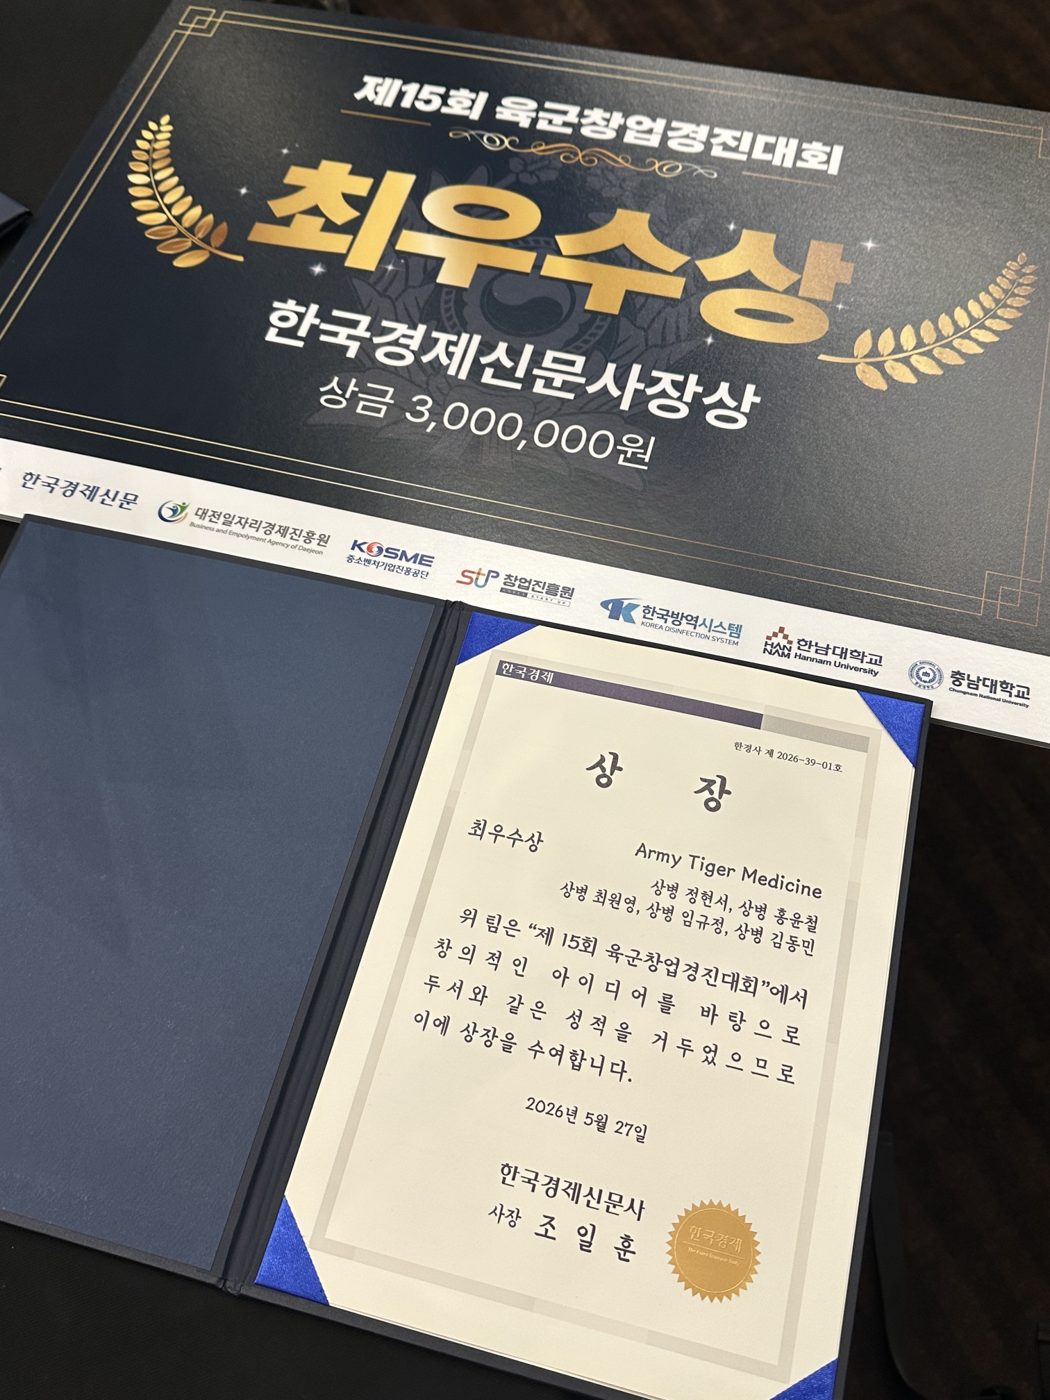 제15회 육군창업경진대회
최우수상
한국경제신문사장상
상금 3,000,000원
한국경제신문
대전일자리경제진흥원
Business and Empolyment Agency of Daejeon
KOSME
중소벤처기업진흥공단
STUP 창업진흥원
한국방역시스템
KOREA DISINFECTION SYSTEM
HAN NAM 한남대학교
Hannam University
충남대학교
Chungnam National University
한국경제
한경사 제 2026-39-01호
상 장
최우수상
Army Tiger Medicine
상병 정현서, 상병 홍윤철
상병 최원영, 상병 임규정, 상병 김동민
위 팀은 “제 15회 육군창업경진대회”에서
창의적인 아이디어를 바탕으로
두서와 같은 성적을 거두었으므로
이에 상장을 수여합니다.
2026년 5월 27일
한국경제신문사
사장 조일훈
한국경제